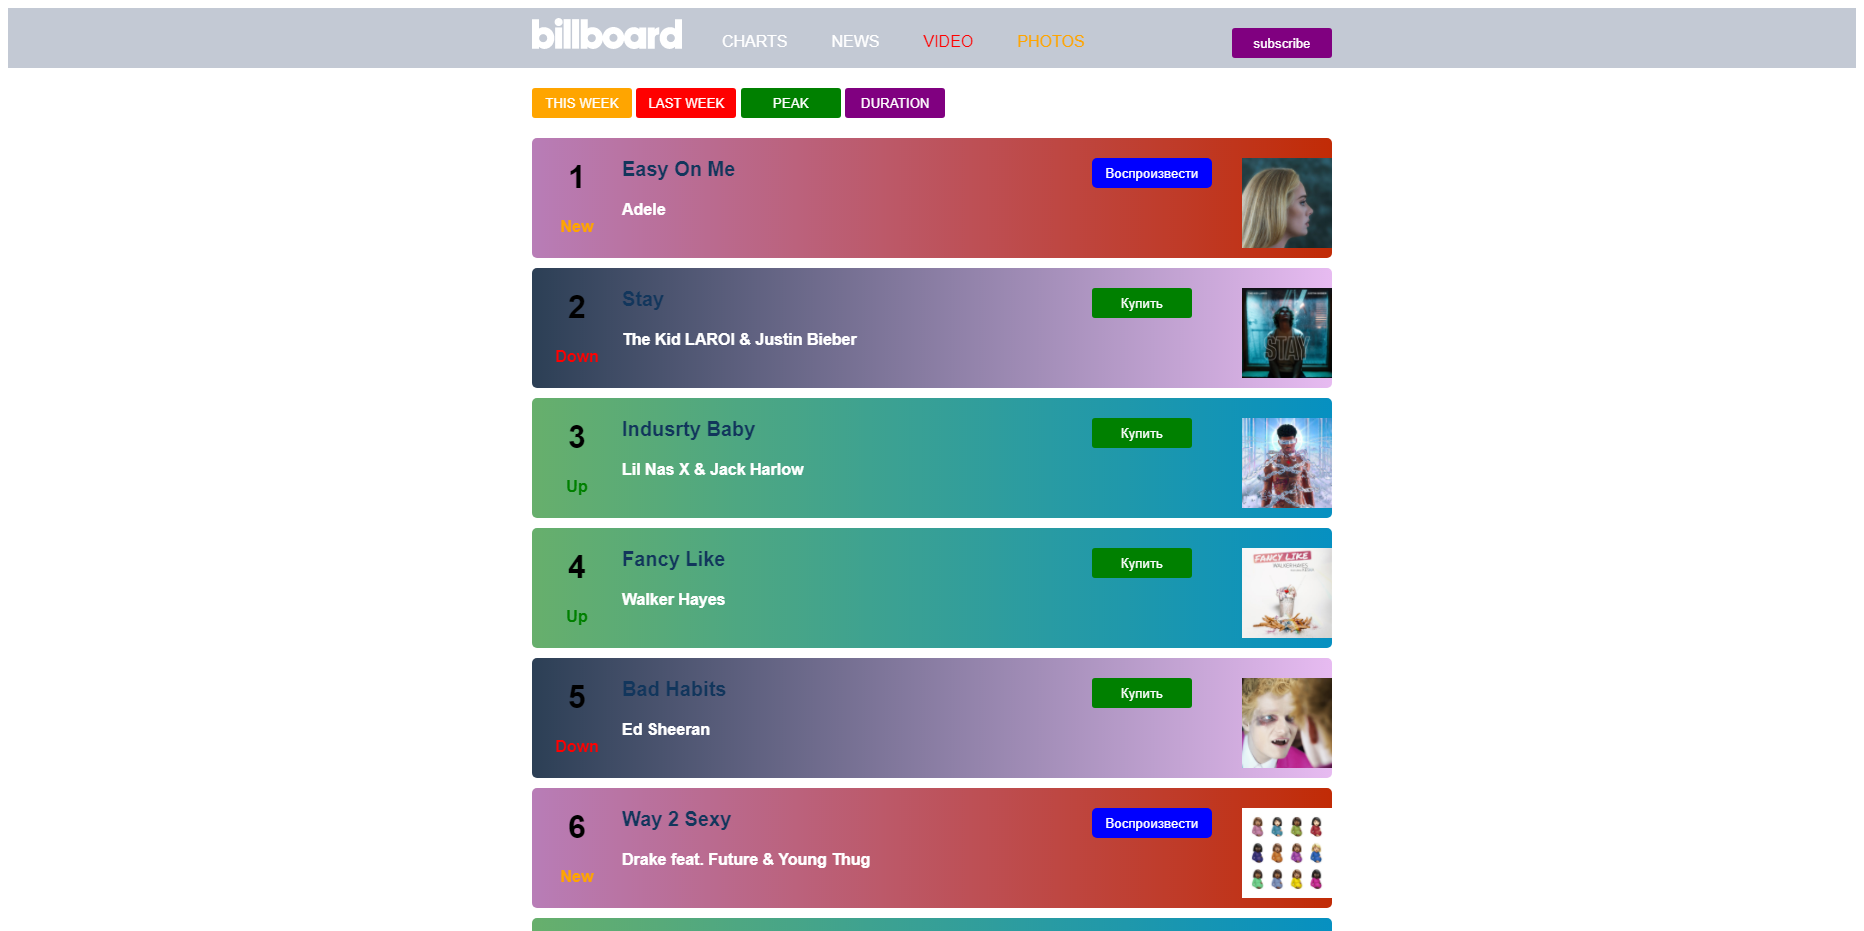 billboard CHARTS NEWS VIDEO PHOTOS subscribe
THIS WEEK LAST WEEK PEAK DURATION
1 Easy On Me Воспроизвести
Adele
New
2 Stay Купить
The Kid LAROI & Justin Bieber
Down
STAY
3 Indusrty Baby Купить
Lil Nas X & Jack Harlow
Up
4 Fancy Like Купить
FANCY LIKE
WALKER HAYES
Walker Hayes
Up
5 Bad Habits Купить
Ed Sheeran
Down
6 Way 2 Sexy Воспроизвести
Drake feat. Future & Young Thug
New